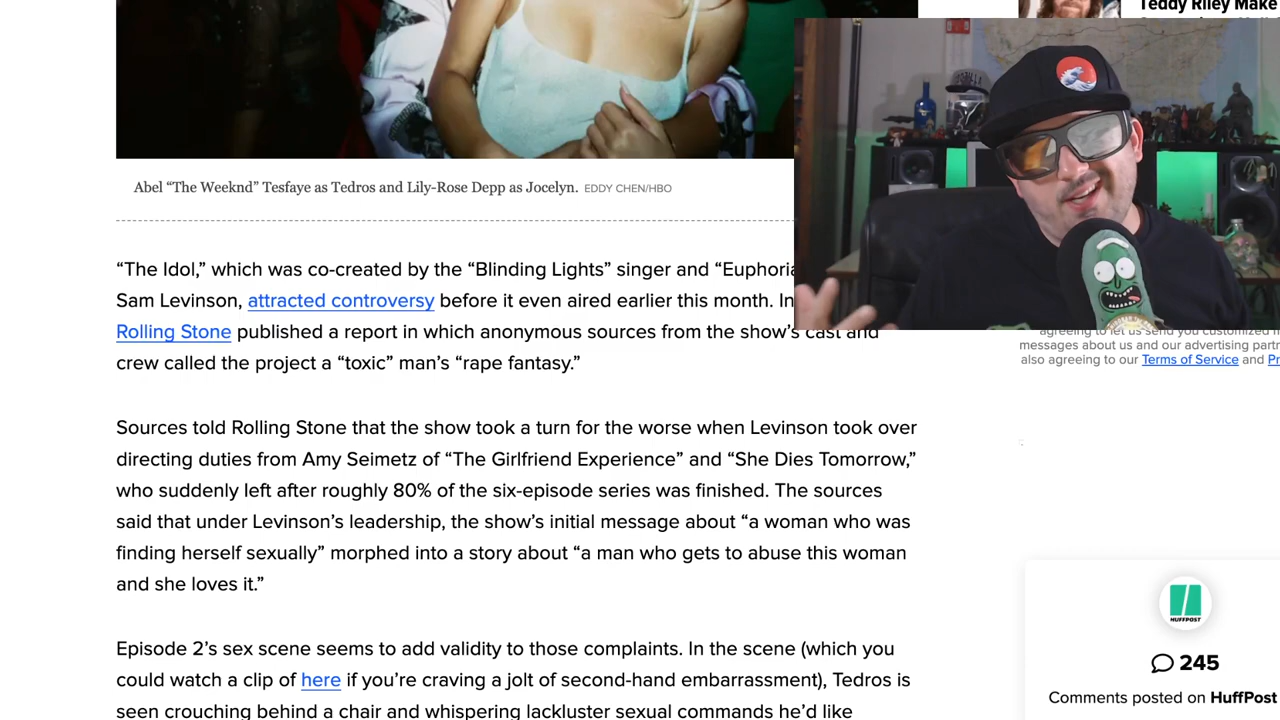 Teddy Riley Make
Abel “The Weeknd” Tesfaye as Tedros and Lily-Rose Depp as Jocelyn. EDDY CHEN/HBO
“The Idol,” which was co-created by the “Blinding Lights” singer and “Euphoria
Sam Levinson, attracted controversy before it even aired earlier this month. In
Rolling Stone published a report in which anonymous sources from the show’s cast and
crew called the project a “toxic” man’s “rape fantasy.”
Sources told Rolling Stone that the show took a turn for the worse when Levinson took over
directing duties from Amy Seimetz of “The Girlfriend Experience” and “She Dies Tomorrow,”
who suddenly left after roughly 80% of the six-episode series was finished. The sources
said that under Levinson’s leadership, the show’s initial message about “a woman who was
finding herself sexually” morphed into a story about “a man who gets to abuse this woman
and she loves it.”
Episode 2’s sex scene seems to add validity to those complaints. In the scene (which you
could watch a clip of here if you’re craving a jolt of second-hand embarrassment), Tedros is
seen crouching behind a chair and whispering lackluster sexual commands he’d like
agreeing to let us send you customized
messages about us and our advertising
also agreeing to our Terms of Service and
HUFFPOST
245
Comments posted on HuffPost